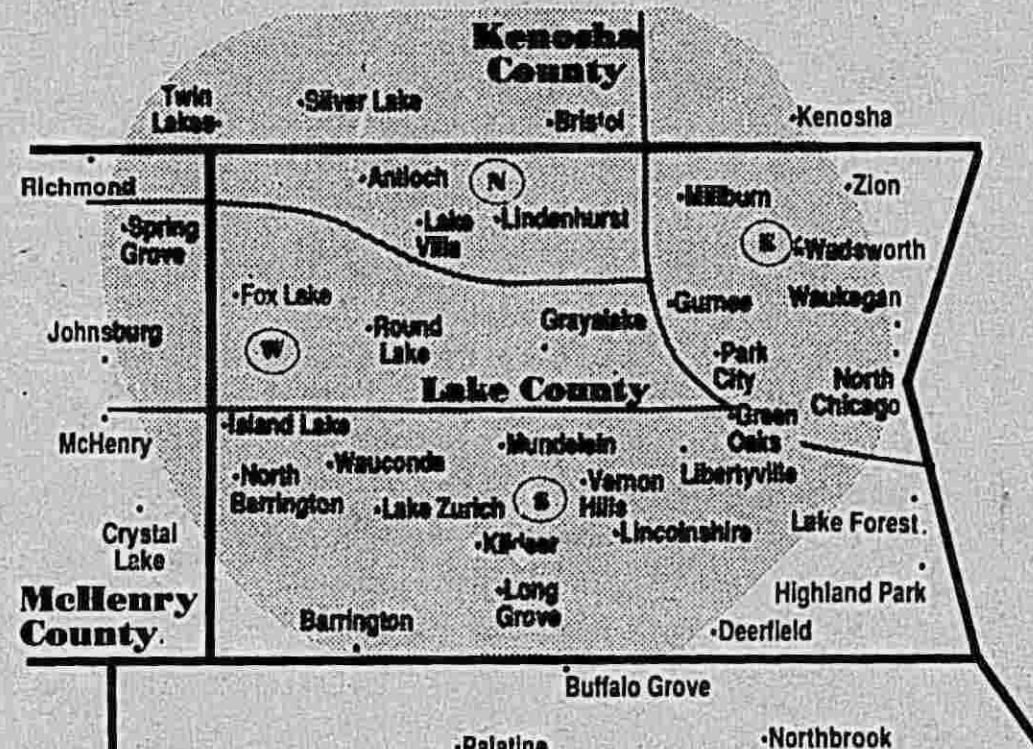 Kenosha
County
Twin
Lakes
Silver Lake
Bristol
Kenosha
Richmond
Antioch
N
Millburn
Zion
Spring
Grove
Lake
Villa
Lindenhurst
E
Wadsworth
Fox Lake
Gurnee
Waukegan
Johnsburg
W
Round
Lake
Grayslake
Park
City
North
Chicago
Lake County
McHenry
Island Lake
Mundelein
Green
Oaks
North
Barrington
Wauconda
Vernon
Hills
Libertyville
Lake Zurich
S
Crystal
Lake
Kildeer
Lincolnshire
Lake Forest
McHenry
County
Long
Grove
Highland Park
Barrington
Deerfield
Buffalo Grove
Palatine
Northbrook